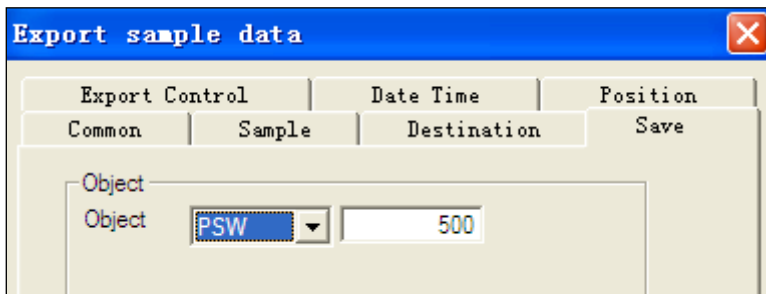 Export sample data
Export Control Date Time Position
Common Sample Destination Save
Object
Object PSW 500